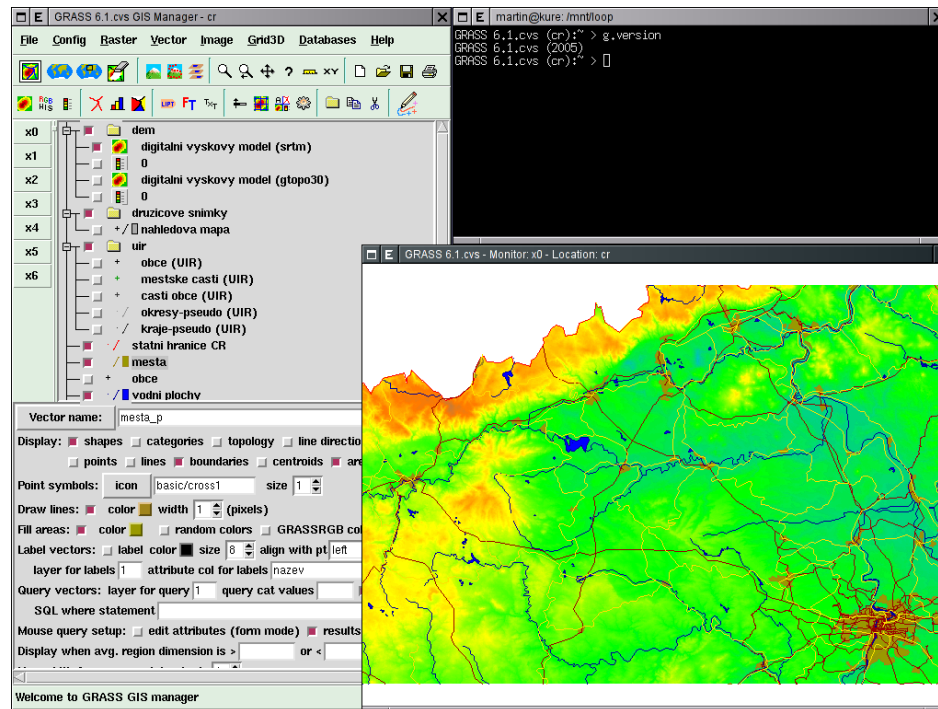 GRASS 6.1.cvs GIS Manager - cr
File Config Raster Vector Image Grid3D Databases Help
x0
x1
x2
x3
x4
x5
x6
dem
digitalni vyskovy model (srtm)
0
digitalni vyskovy model (gtopo30)
0
druzicove snimky
nahledova mapa
uir
obce (UIR)
mestske casti (UIR)
casti obce (UIR)
okresy-pseudo (UIR)
kraje-pseudo (UIR)
statni hranice CR
mesta
obce
vodni plochy
Vector name: mesta_p
Display: shapes categories topology line directio
points lines boundaries centroids are
Point symbols: icon basic/cross1 size 1
Draw lines: color width 1 (pixels)
Fill areas: color random colors GRASSRGB col
Label vectors: label color size 8 align with pt left
layer for labels 1 attribute col for labels nazev
Query vectors: layer for query 1 query cat values
SQL where statement
Mouse query setup: edit attributes (form mode) results
Display when avg. region dimension is > or <
Welcome to GRASS GIS manager
E martin@kure: /mnt/loop
GRASS 6.1.cvs (cr):~ > g.version
GRASS 6.1.cvs (2005)
GRASS 6.1.cvs (cr):~ >
E GRASS 6.1.cvs - Monitor: x0 - Location: cr